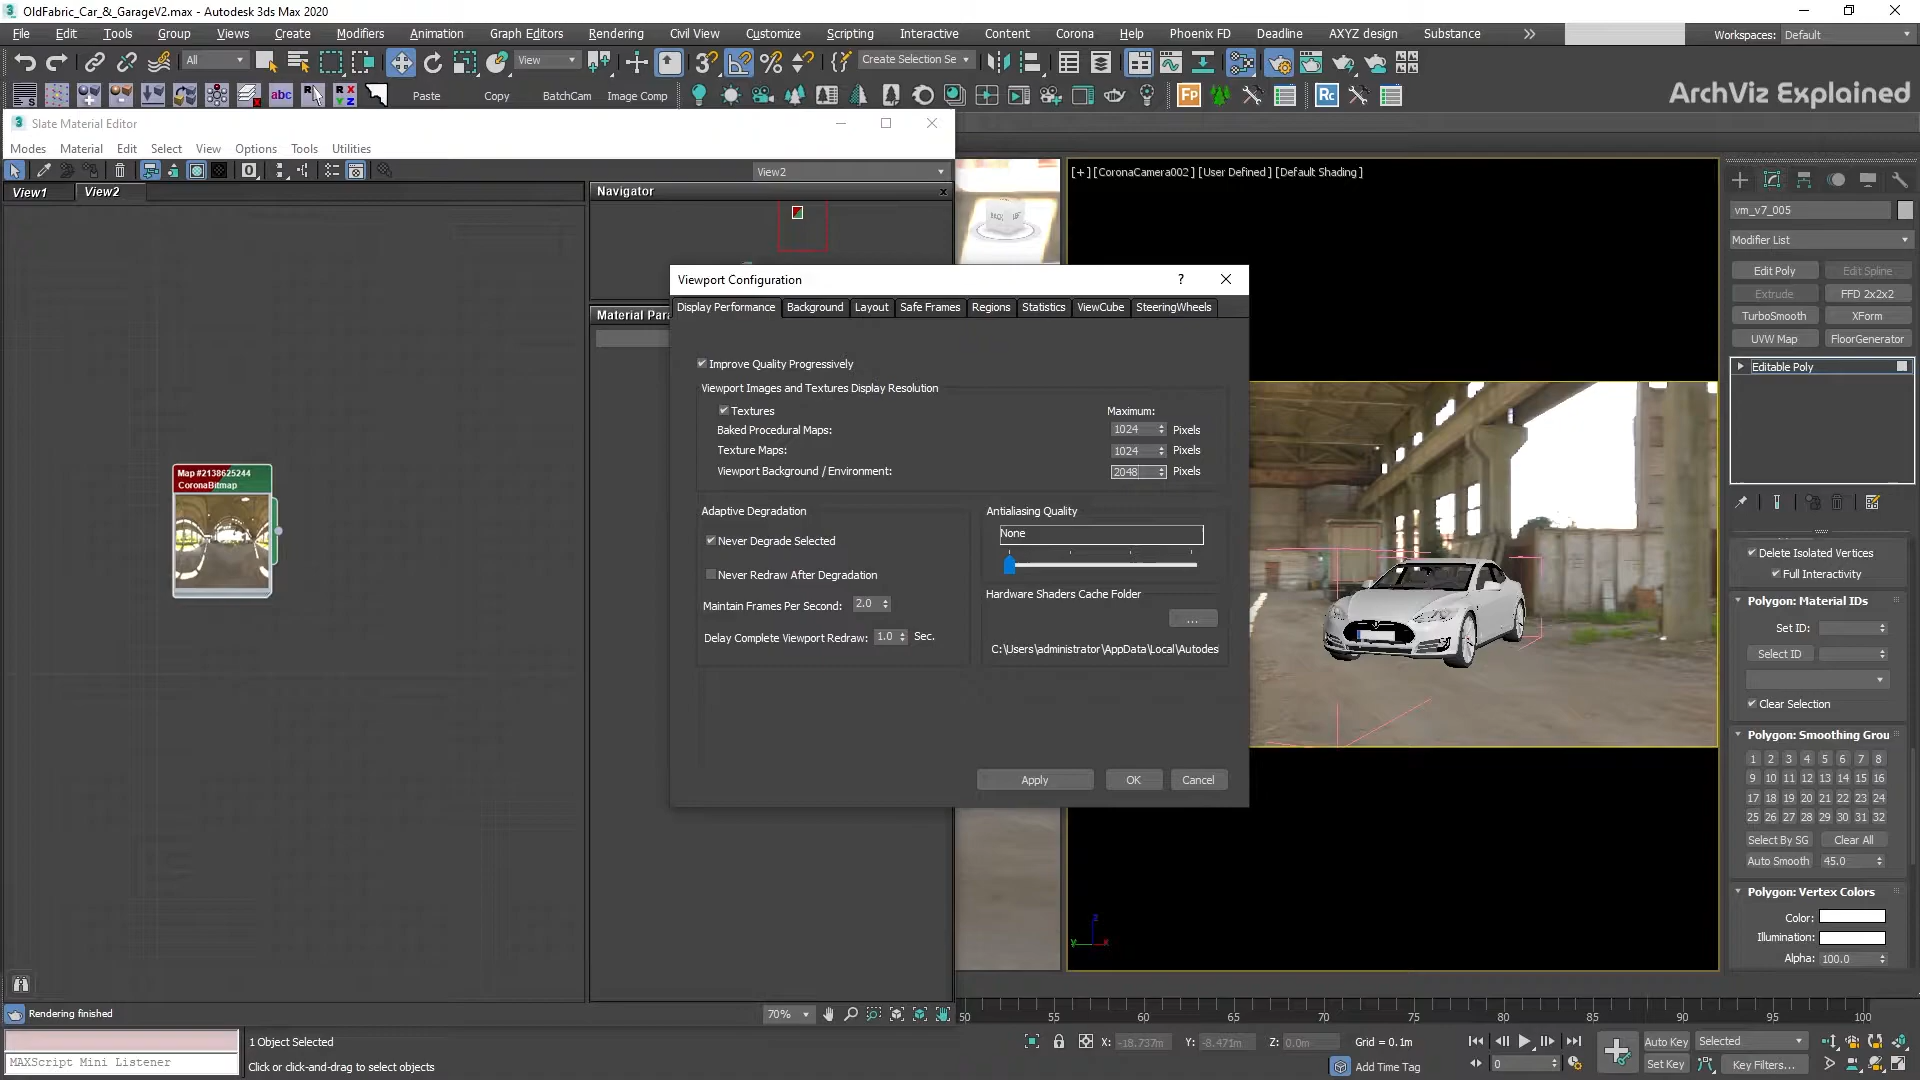 OldFabric_Car_&_GarageV2.max - Autodesk 3ds Max 2020
File Edit Tools Group Views Create Modifiers Animation Graph Editors Rendering Civil View Customize Scripting Interactive Content Corona Help Phoenix FD Deadline AXYZ design Substance Workspaces: Default
All View Create Selection Se
abc Paste Copy BatchCam Image Comp Fp Rc
ArchViz Explained
Slate Material Editor
Modes Material Edit Select View Options Tools Utilities
View2
View1 View2
Navigator
Material Para
Map #2138625244
CoronaBitmap
[+] [CoronaCamera002] [User Defined] [Default Shading]
Viewport Configuration
Display Performance Background Layout Safe Frames Regions Statistics ViewCube SteeringWheels
Improve Quality Progressively
Viewport Images and Textures Display Resolution
Textures Maximum:
Baked Procedural Maps: 1024 Pixels
Texture Maps: 1024 Pixels
Viewport Background / Environment: 2048 Pixels
Adaptive Degradation
Never Degrade Selected
Never Redraw After Degradation
Maintain Frames Per Second: 2.0
Delay Complete Viewport Redraw: 1.0 Sec.
Antialiasing Quality
None
Hardware Shaders Cache Folder
...
C:\Users\administrator\AppData\Local\Autodes
Apply OK Cancel
vm_v7_005
Modifier List
Edit Poly Edit Spline
Extrude FFD 2x2x2
TurboSmooth XForm
UVW Map FloorGenerator
Editable Poly
Delete Isolated Vertices
Full Interactivity
Polygon: Material IDs
Set ID:
Select ID
Clear Selection
Polygon: Smoothing Grou
1 2 3 4 5 6 7 8
9 10 11 12 13 14 15 16
17 18 19 20 21 22 23 24
25 26 27 28 29 30 31 32
Select By SG Clear All
Auto Smooth 45.0
Polygon: Vertex Colors
Color:
Illumination:
Alpha: 100.0
z
y x
Rendering finished
70%
50 55 60 65 70 75 80 85 90 95 100
1 Object Selected
MAXScript Mini Listener
Click or click-and-drag to select objects
X: -18.737m Y: -8.471m Z: 0.0m Grid = 0.1m
Add Time Tag
0
Auto Key Selected
Set Key Key Filters...